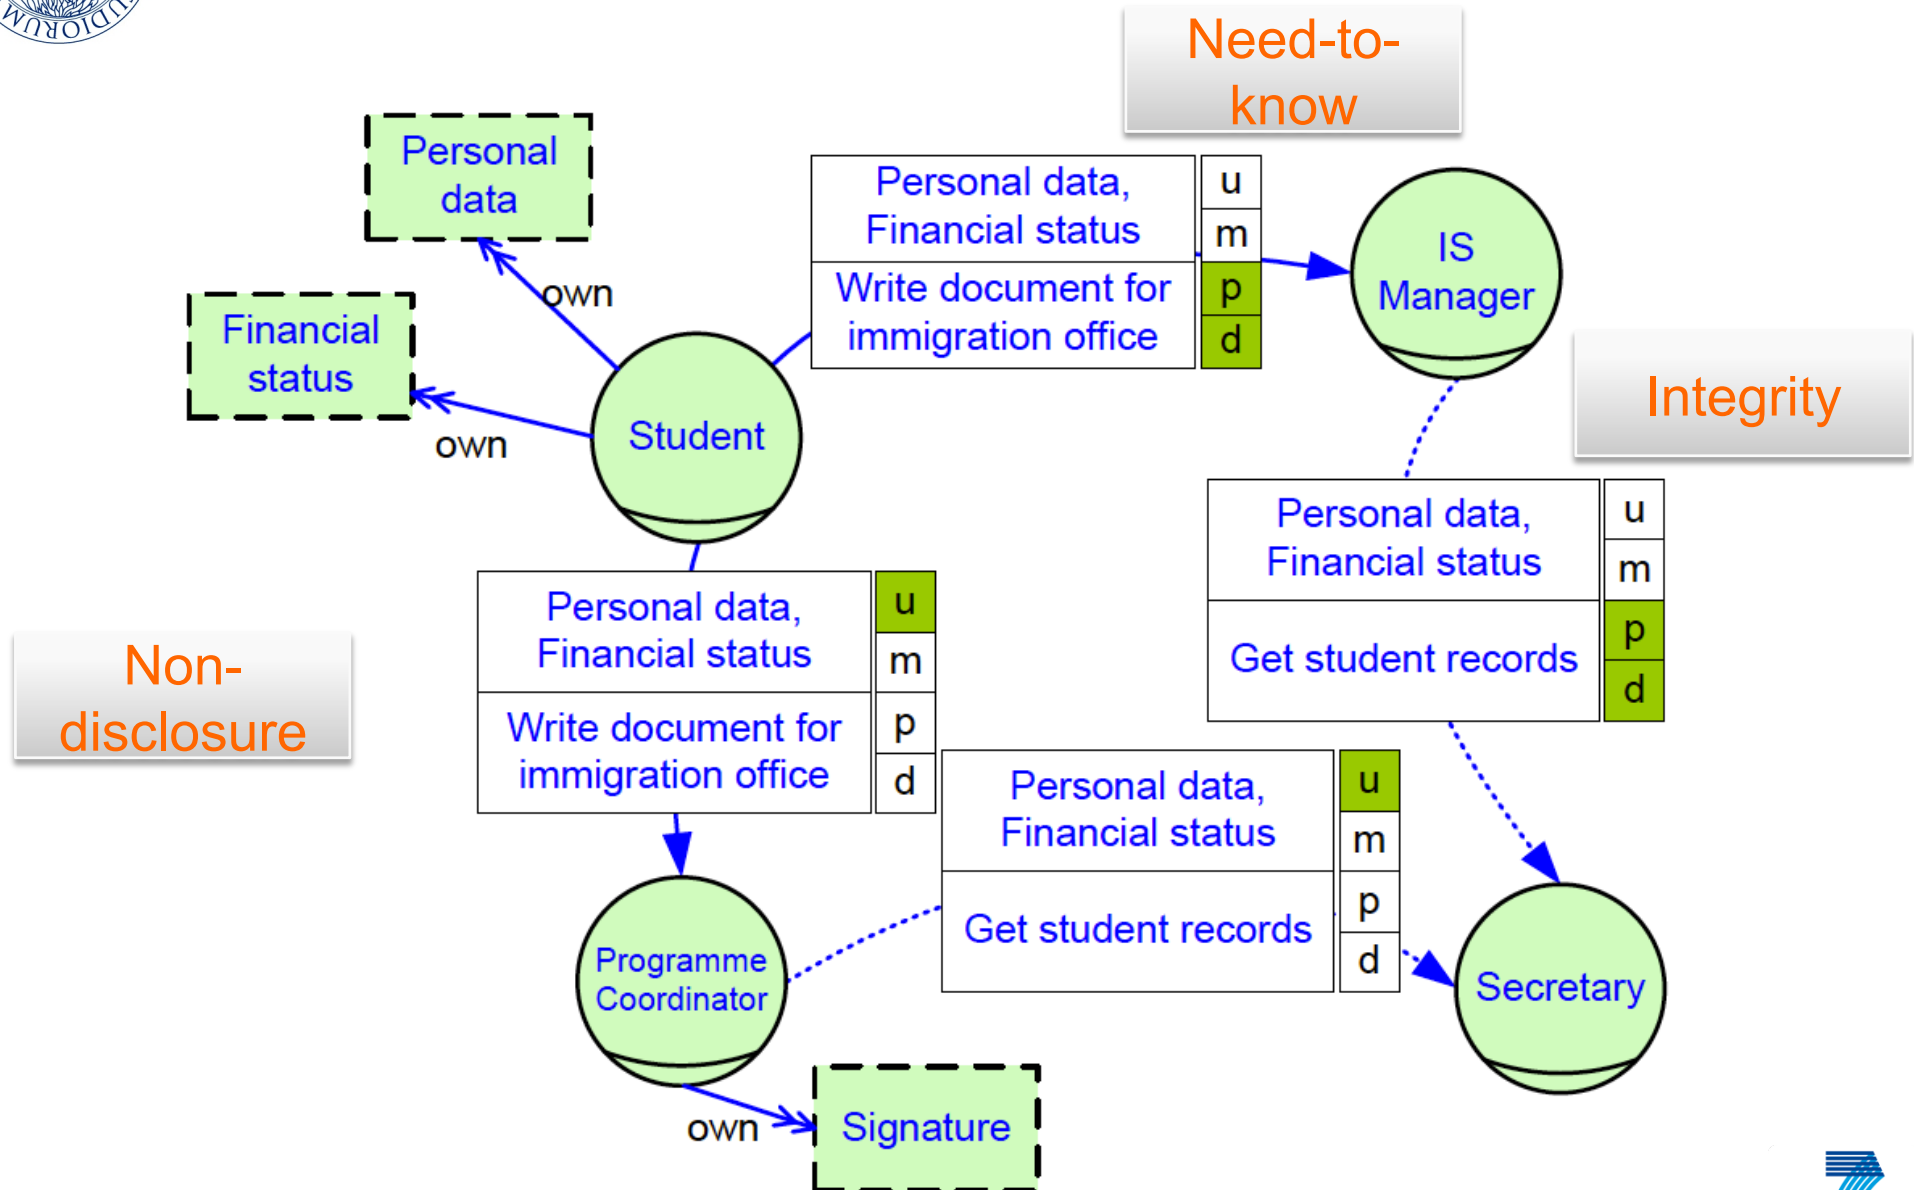 UDIORUM
Need-to-
know
Personal
data
Personal data,
Financial status
u
m
Write document for
immigration office
p
d
IS
Manager
own
Financial
status
own
Student
Integrity
Personal data,
Financial status
u
m
Get student records
p
d
Personal data,
Financial status
u
m
Write document for
immigration office
p
d
Non-
disclosure
Personal data,
Financial status
u
m
Get student records
p
d
Programme
Coordinator
Secretary
own
Signature